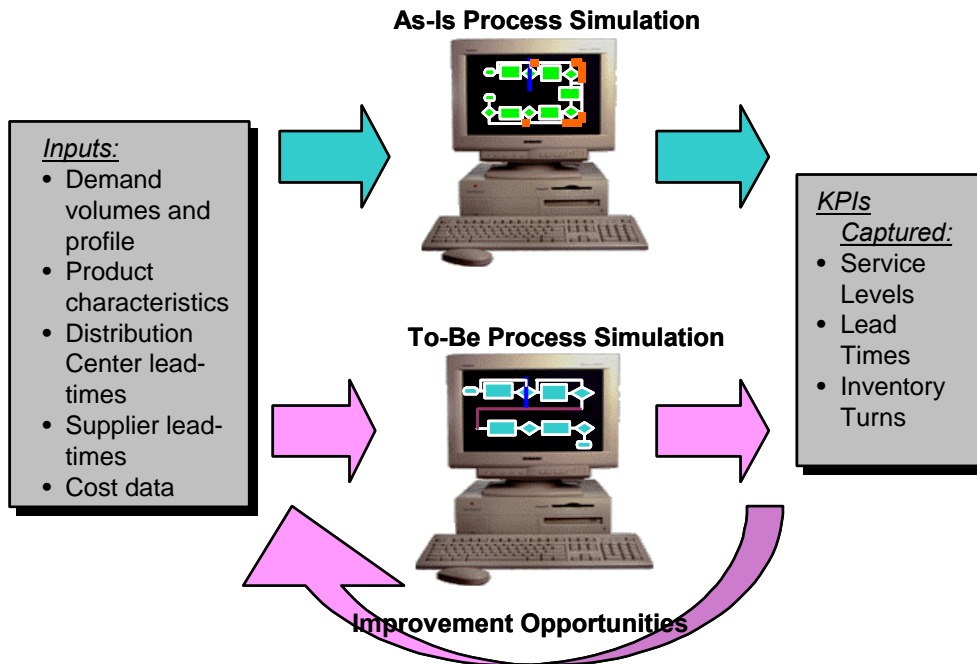 As-Is Process Simulation
Inputs:
• Demand
volumes and
profile
• Product
characteristics
• Distribution
Center lead-
times
• Supplier lead-
times
• Cost data
KPIs
Captured:
• Service
Levels
• Lead
Times
• Inventory
Turns
To-Be Process Simulation
Improvement Opportunities